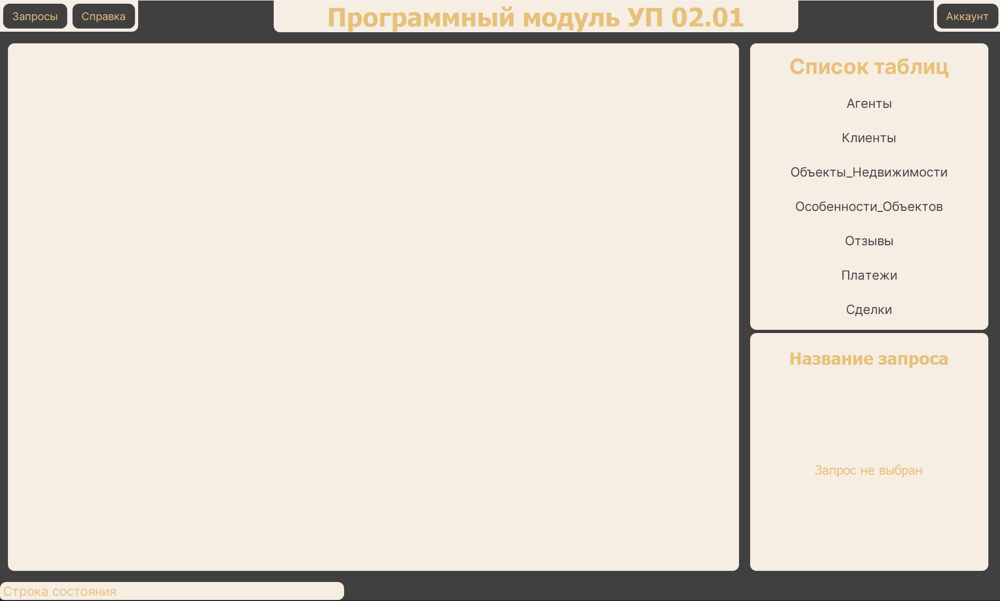 Запросы
Справка
Программный модуль УП 02.01
Аккаунт
Список таблиц
Агенты
Клиенты
Объекты_Недвижимости
Особенности_Объектов
Отзывы
Платежи
Сделки
Название запроса
Запрос не выбран
Строка состояния